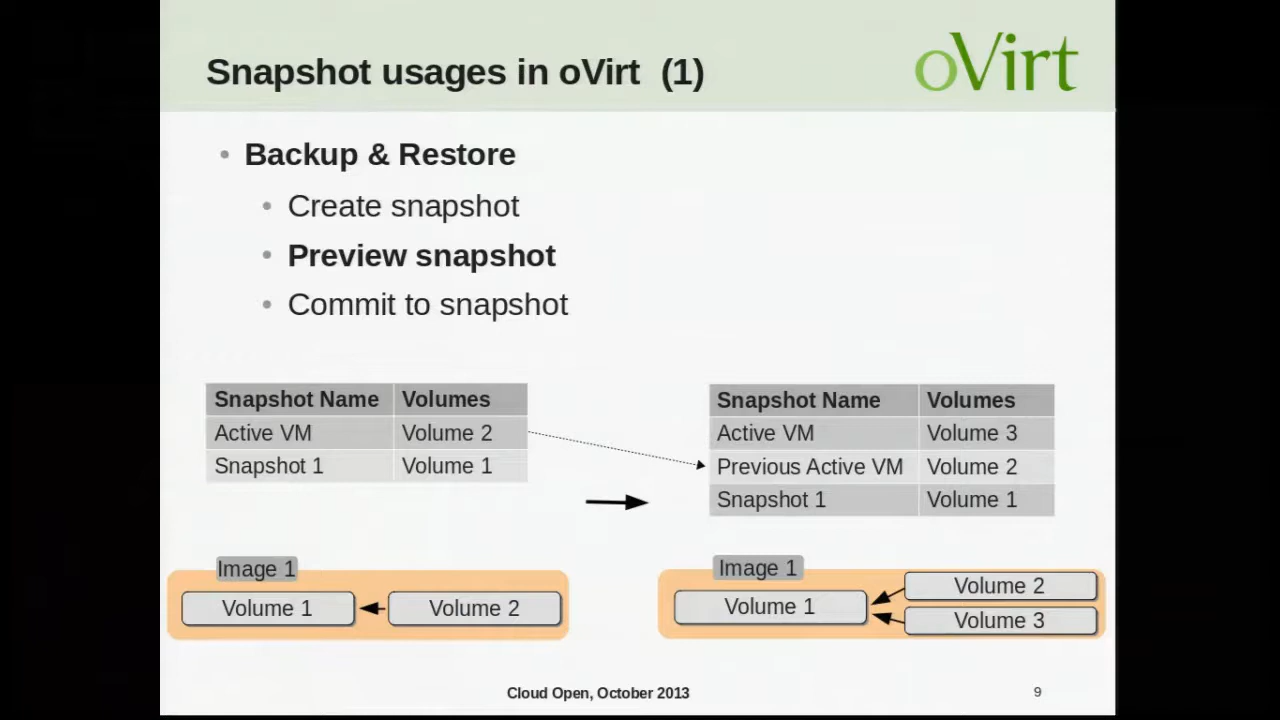 Snapshot usages in oVirt (1)
oVirt
Backup & Restore
Create snapshot
Preview snapshot
Commit to snapshot
Snapshot Name Volumes
Active VM Volume 2
Snapshot 1 Volume 1
Snapshot Name Volumes
Active VM Volume 3
Previous Active VM Volume 2
Snapshot 1 Volume 1
Image 1
Volume 1 Volume 2
Image 1
Volume 1
Volume 2
Volume 3
Cloud Open, October 2013
9